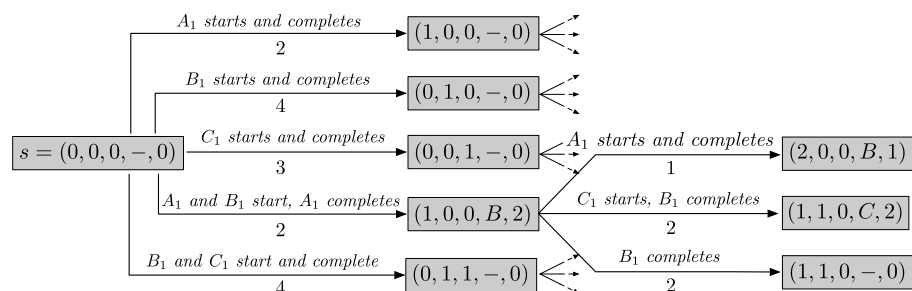 A₁ starts and completes
2
(1, 0, 0, −, 0)
B₁ starts and completes
4
(0, 1, 0, −, 0)
s = (0, 0, 0, −, 0)
C₁ starts and completes
3
(0, 0, 1, −, 0)
A₁ starts and completes
1
(2, 0, 0, B, 1)
A₁ and B₁ start, A₁ completes
2
(1, 0, 0, B, 2)
C₁ starts, B₁ completes
2
(1, 1, 0, C, 2)
B₁ and C₁ start and complete
4
(0, 1, 1, −, 0)
B₁ completes
2
(1, 1, 0, −, 0)